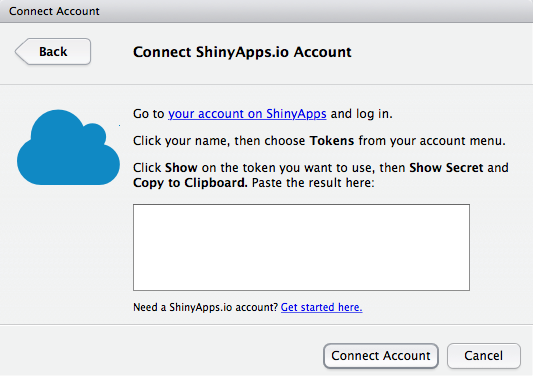 Connect Account
Back
Connect ShinyApps.io Account
Go to your account on ShinyApps and log in.
Click your name, then choose Tokens from your account menu.
Click Show on the token you want to use, then Show Secret and
Copy to Clipboard. Paste the result here:
Need a ShinyApps.io account? Get started here.
Connect Account
Cancel